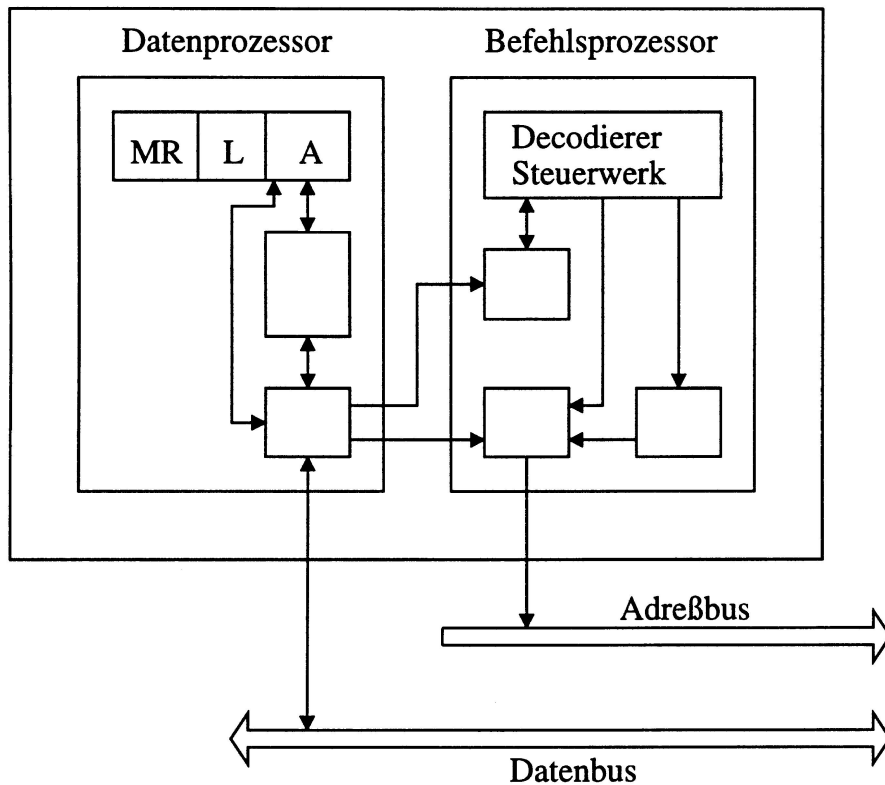 Datenprozessor
Befehlsprozessor
MR
L
A
Decodierer
Steuerwerk
Adreßbus
Datenbus